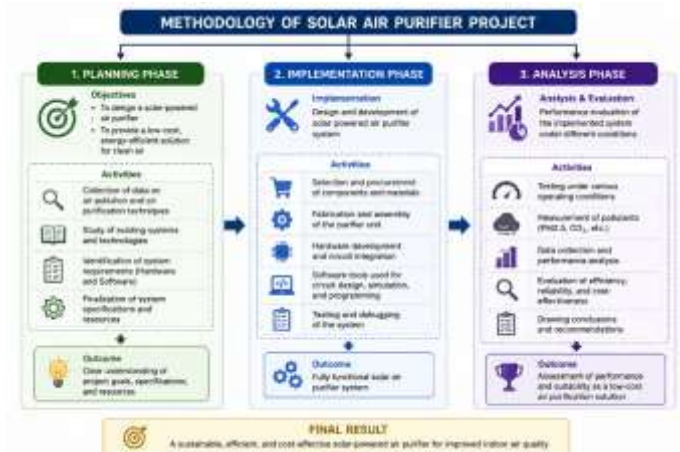 METHODOLOGY OF SOLAR AIR PURIFIER PROJECT
1. PLANNING PHASE
Objectives
• To design a solar-powered
• air purifier
• To provide a low-cost,
energy-efficient solution
for clean air
Activities
Collection of data on
air pollution and air
purification techniques
Study of existing systems
and technologies
Identification of system
requirements (Hardware
and Software)
Finalization of system
specifications and
resources
Outcome
Clear understanding of
project goals, specifications,
and resources
2. IMPLEMENTATION PHASE
Implementation
Design and development of
solar powered air purifier
system
Activities
Selection and procurement
of components and materials
Fabrication and assembly
of the purifier unit
Hardware development
and circuit integration
Software tools used for
circuit design, simulation,
and programming
Testing and debugging
of the system
Outcome
Fully functional solar air
purifier system
3. ANALYSIS PHASE
Analysis & Evaluation
Performance evaluation of
the implemented system
under different conditions
Activities
Testing under various
operating conditions
Measurement of pollutants
(PM2.5, CO₂, etc.)
Data collection and
performance analysis
Evaluation of efficiency,
reliability, and cost-
effectiveness
Drawing conclusions
and recommendations
Outcome
Assessment of performance
and suitability as a low-cost
air purification solution
FINAL RESULT
A sustainable, efficient, and cost-effective solar-powered air purifier for improved indoor air quality